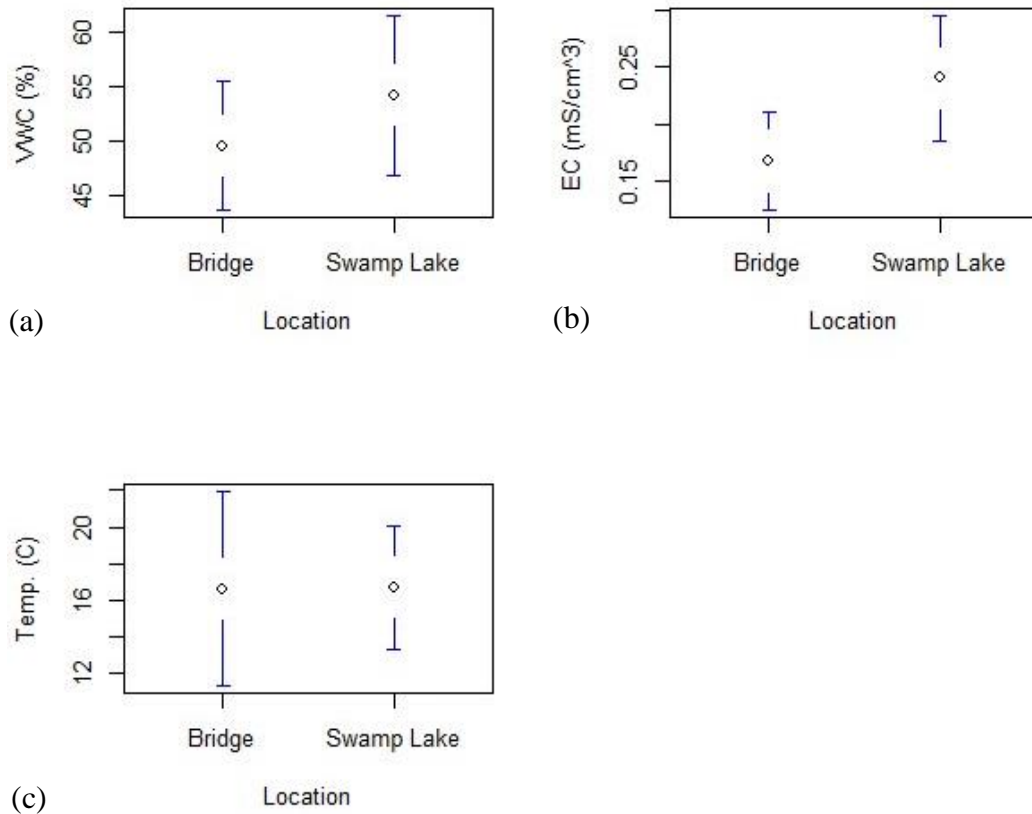 VWC (%)
60
55
50
45
Bridge Swamp Lake
(a) Location
EC (mS/cm^3)
0.25
0.15
Bridge Swamp Lake
(b) Location
Temp. (C)
20
16
12
Bridge Swamp Lake
(c) Location